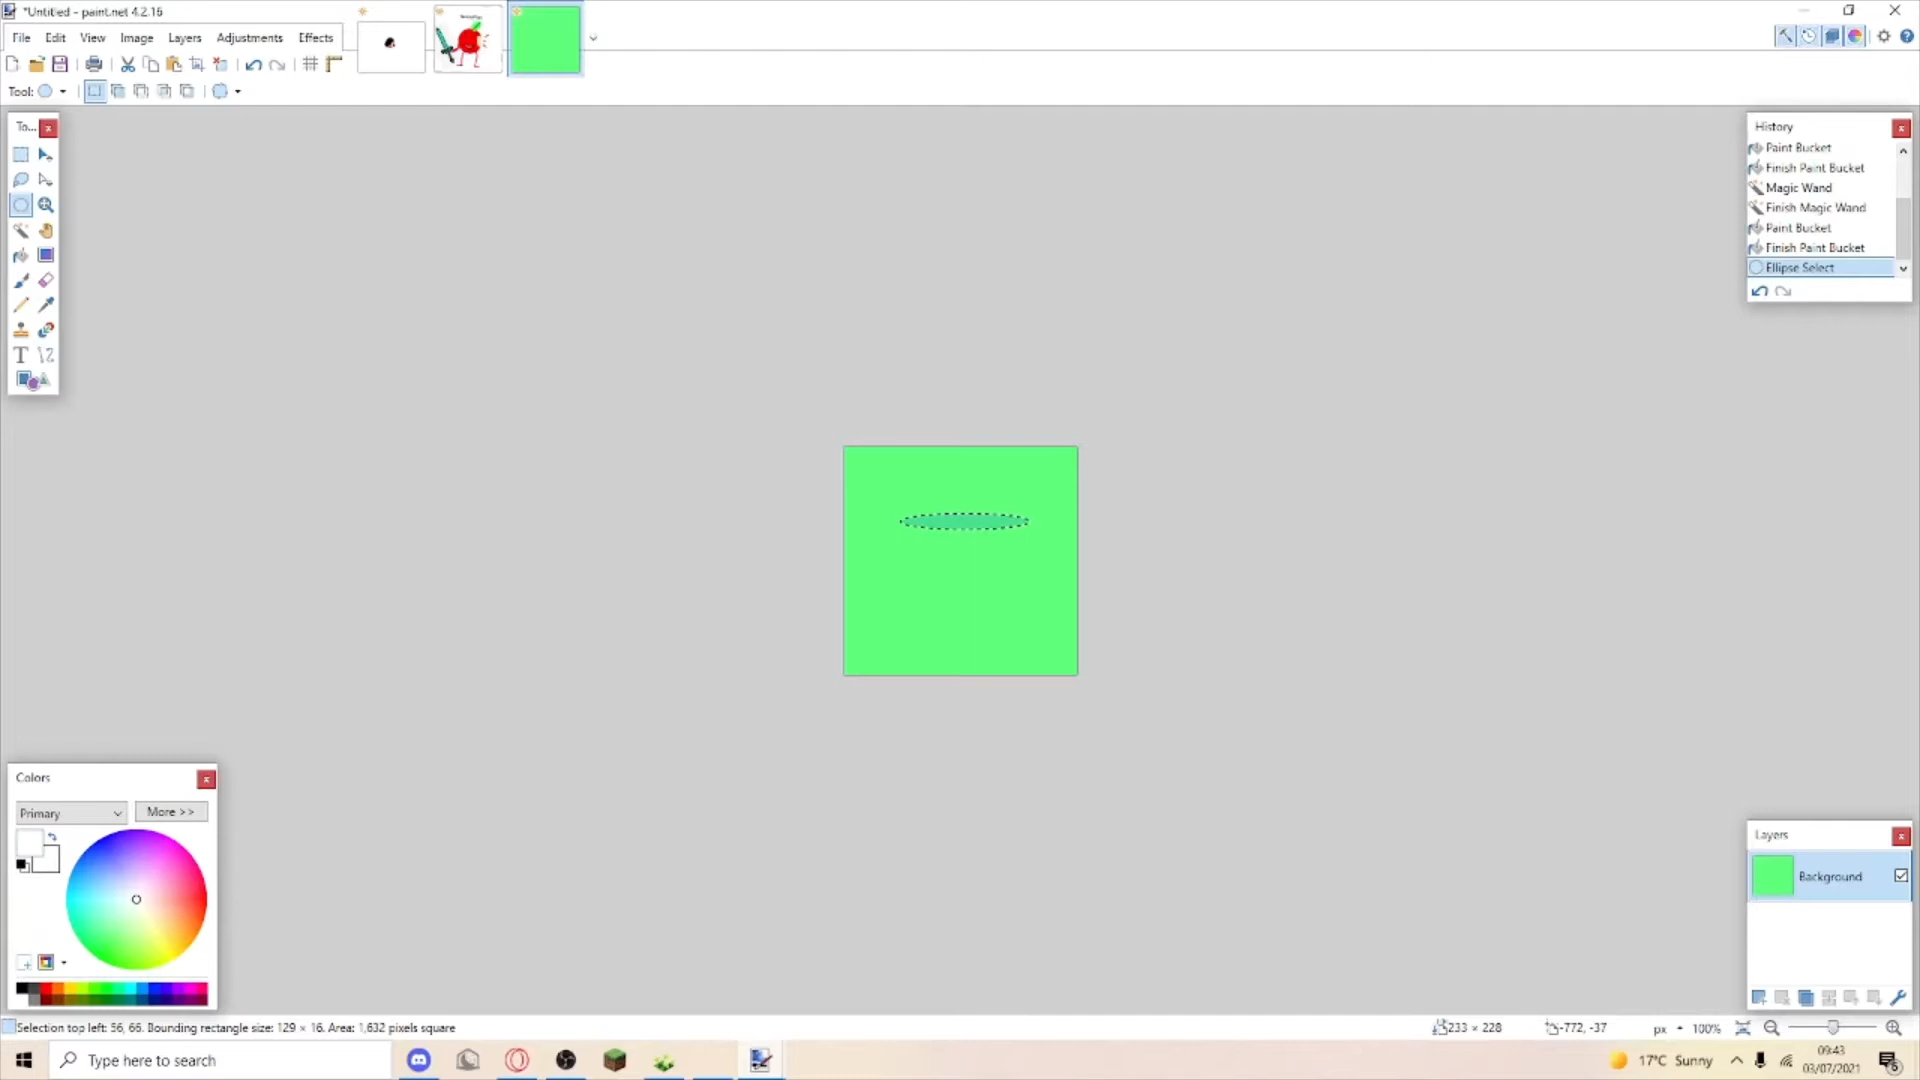 *Untitled - paint.net 4.2.16
File Edit View Image Layers Adjustments Effects
Tool:
To...
History
Paint Bucket
Finish Paint Bucket
Magic Wand
Finish Magic Wand
Paint Bucket
Finish Paint Bucket
Ellipse Select
Colors
Primary
More >>
Layers
Background
Selection top left: 56, 66. Bounding rectangle size: 129 × 16. Area: 1,632 pixels square
233 × 228
-772, -37
px
100%
Type here to search
17°C Sunny
09:43
03/07/2021